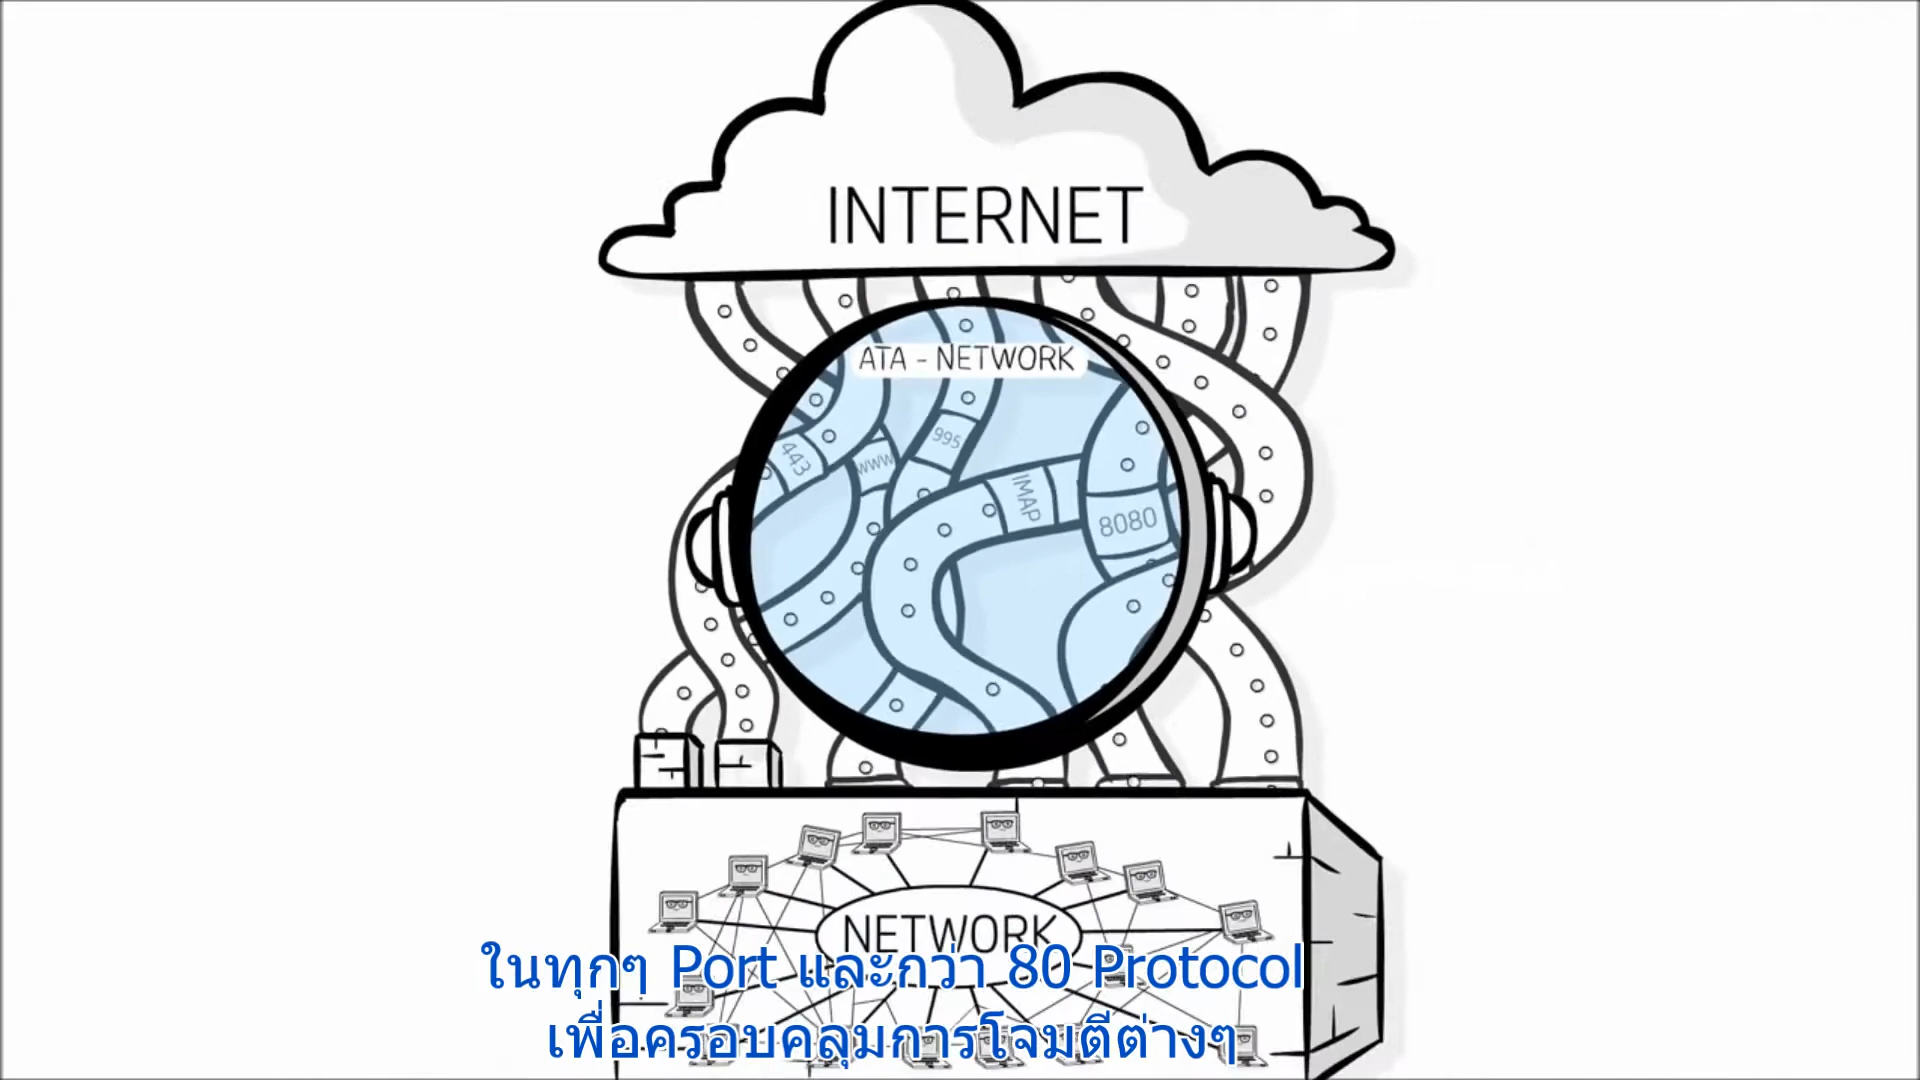 INTERNET
ATA - NETWORK
443
www
995
IMAP
8080
NETWORK
ในทุกๆ Port และกว่า 80 Protocol
เพื่อครอบคลุมการโจมตีต่างๆ